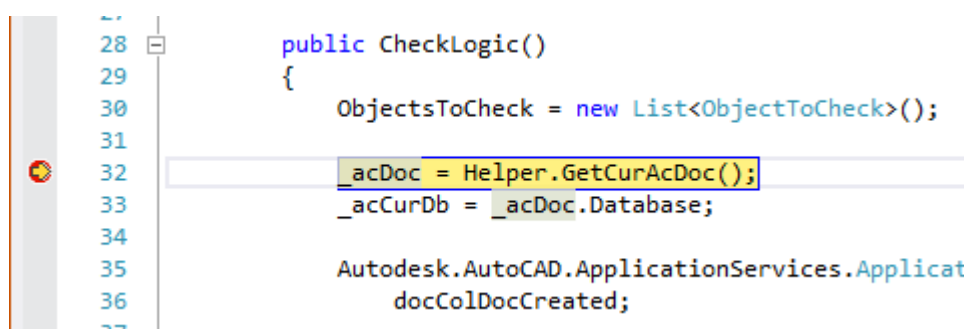 28 public CheckLogic()
29 {
30 ObjectsToCheck = new List<ObjectToCheck>();
31
32 _acDoc = Helper.GetCurAcDoc();
33 _acCurDb = _acDoc.Database;
34
35 Autodesk.AutoCAD.ApplicationServices.Applicat
36 docColDocCreated;